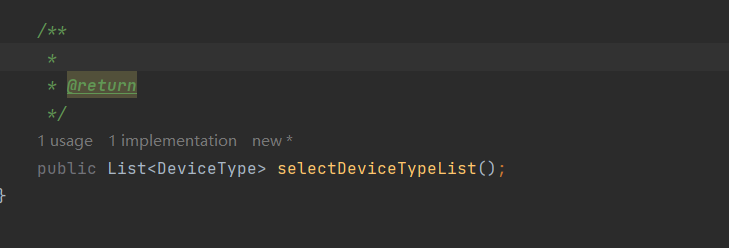 /**
*
* @return
*/
1 usage 1 implementation new *
public List<DeviceType> selectDeviceTypeList();
}